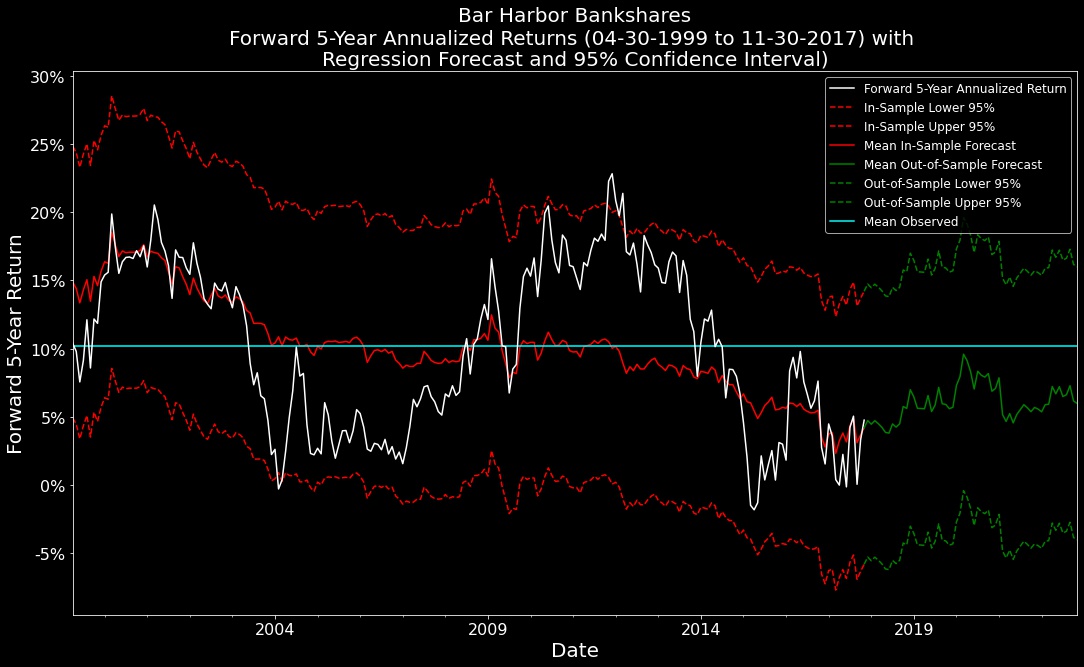 Bar Harbor Bankshares
Forward 5-Year Annualized Returns (04-30-1999 to 11-30-2017) with
Regression Forecast and 95% Confidence Interval)
Forward 5-Year Return
30%
25%
20%
15%
10%
5%
0%
-5%
Forward 5-Year Annualized Return
In-Sample Lower 95%
In-Sample Upper 95%
Mean In-Sample Forecast
Mean Out-of-Sample Forecast
Out-of-Sample Lower 95%
Out-of-Sample Upper 95%
Mean Observed
2004 2009 2014 2019
Date